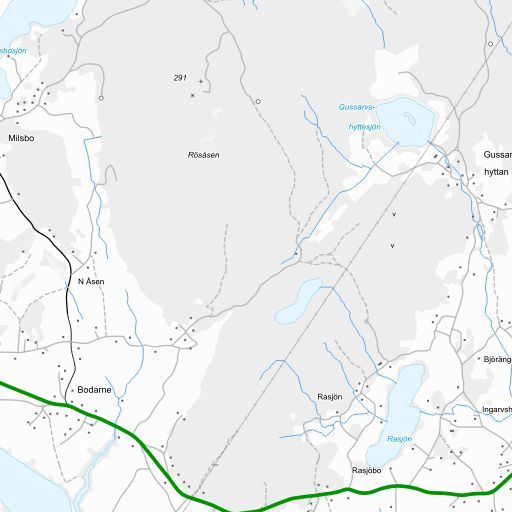 sbosjön
291
Gussarvs-
hyttesjön
Milsbo
Rösåsen
Gussar
hyttan
N Åsen
Björäng
Bodarne
Rasjön
Ingarvsh
Rasjön
Rasjöbo